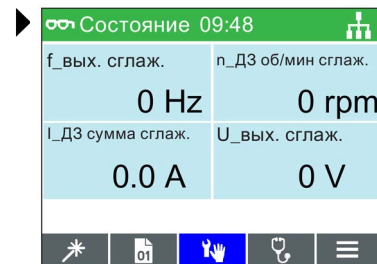 Состояние 09:48
f_вых. сглаж.
n_ДЗ об/мин сглаж.
0 Hz
0 rpm
I_ДЗ сумма сглаж.
U_вых. сглаж.
0.0 A
0 V
01